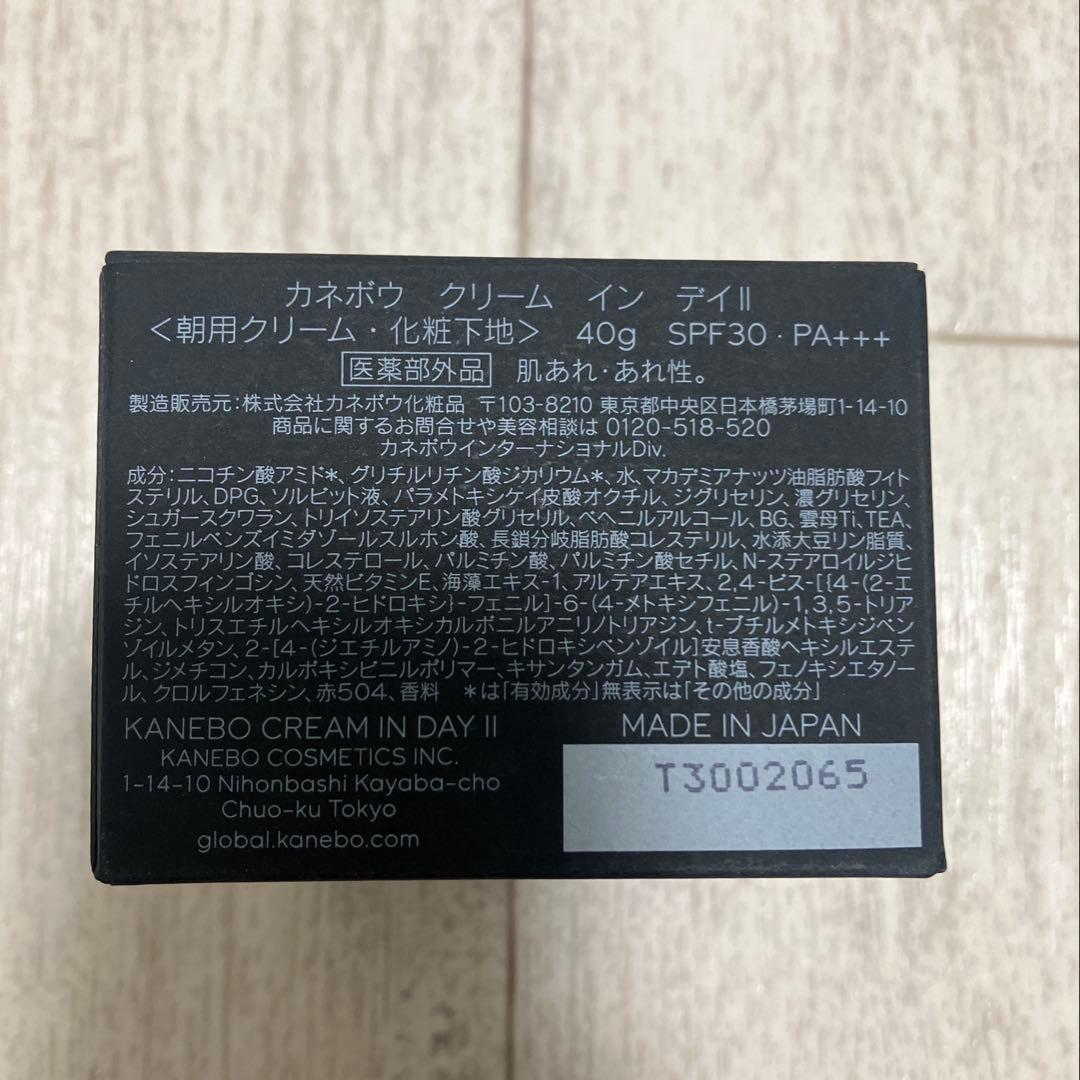 カネボウ クリーム イン デイⅡ
＜朝用クリーム・化粧下地＞ 40g SPF30・PA+++
医薬部外品 肌あれ・あれ性。
製造販売元:株式会社カネボウ化粧品 〒103-8210 東京都中央区日本橋茅場町1-14-10
商品に関するお問合せや美容相談は 0120-518-520
カネボウインターナショナルDiv.
成分:ニコチン酸アミド*、グリチルリチン酸ジカリウム*、水、マカデミアナッツ油脂肪酸フィト
ステリル、DPG、ソルビット液、パラメトキシケイ皮酸オクチル、ジグリセリン、濃グリセリン、
シュガースクワラン、トリイソステアリン酸グリセリル、ベヘニルアルコール、BG、雲母Ti、TEA、
フェニルベンズイミダゾールスルホン酸、長鎖分岐脂肪酸コレステリル、水添大豆リン脂質、
イソステアリン酸、コレステロール、パルミチン酸、パルミチン酸セチル、N-ステアロイルジヒ
ドロスフィンゴシン、天然ビタミンE、海藻エキス-1、アルテアエキス、2,4-ビス-[{4-(2-エ
チルヘキシルオキシ)-2-ヒドロキシ}-フェニル]-6-(4-メトキシフェニル)-1,3,5-トリア
ジン、トリスエチルヘキシルオキシカルボニルアニリノトリアジン、t-ブチルメトキシジベン
ゾイルメタン、2-[4-(ジエチルアミノ)-2-ヒドロキシベンゾイル]安息香酸ヘキシルエステ
ル、ジメチコン、カルボキシビニルポリマー、キサンタンガム、エデト酸塩、フェノキシエタノー
ル、クロルフェネシン、赤504、香料 *は「有効成分」無表示は「その他の成分」
KANEBO CREAM IN DAY II
KANEBO COSMETICS INC.
1-14-10 Nihonbashi Kayaba-cho
Chuo-ku Tokyo
global.kanebo.com
MADE IN JAPAN
T3002065